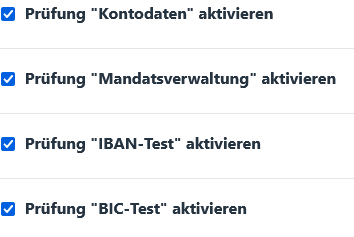 Prüfung "Kontodaten" aktivieren
Prüfung "Mandatsverwaltung" aktivieren
Prüfung "IBAN-Test" aktivieren
Prüfung "BIC-Test" aktivieren